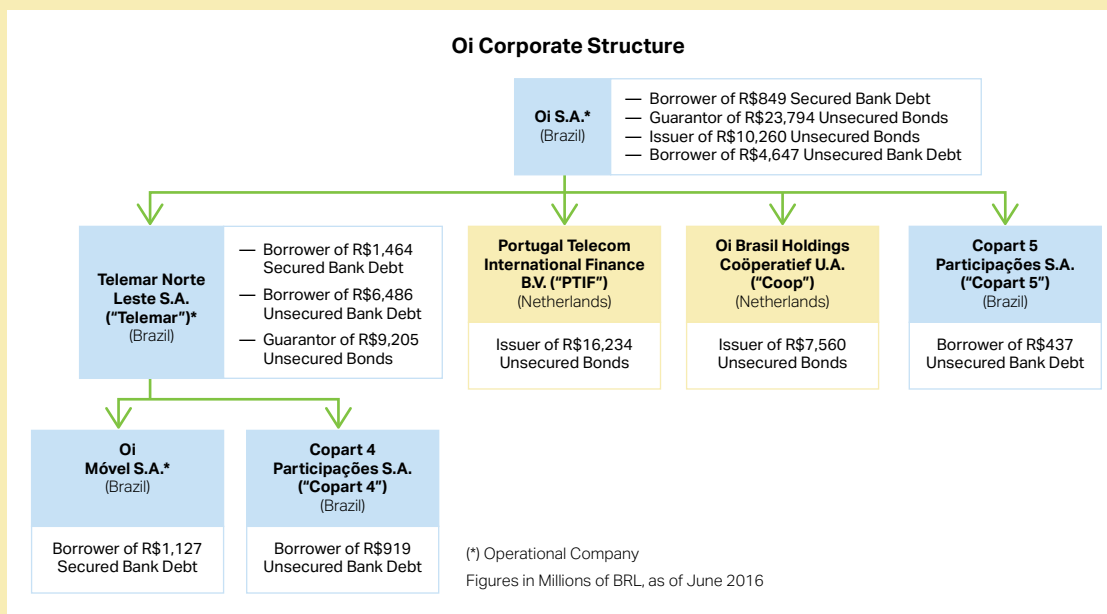 Oi Corporate Structure
Oi S.A.*
(Brazil)
— Borrower of R$849 Secured Bank Debt
— Guarantor of R$23,794 Unsecured Bonds
— Issuer of R$10,260 Unsecured Bonds
— Borrower of R$4,647 Unsecured Bank Debt
Telemar Norte
Leste S.A.
(“Telemar”)*
(Brazil)
— Borrower of R$1,464
Secured Bank Debt
— Borrower of R$6,486
Unsecured Bank Debt
— Guarantor of R$9,205
Unsecured Bonds
Portugal Telecom
International Finance
B.V. (“PTIF”)
(Netherlands)
Issuer of R$16,234
Unsecured Bonds
Oi Brasil Holdings
Coöperatief U.A.
(“Coop”)
(Netherlands)
Issuer of R$7,560
Unsecured Bonds
Copart 5
Participações S.A.
(“Copart 5”)
(Brazil)
Borrower of R$437
Unsecured Bank Debt
Oi
Móvel S.A.*
(Brazil)
Borrower of R$1,127
Secured Bank Debt
Copart 4
Participações S.A.
(“Copart 4”)
(Brazil)
Borrower of R$919
Unsecured Bank Debt
(*) Operational Company
Figures in Millions of BRL, as of June 2016